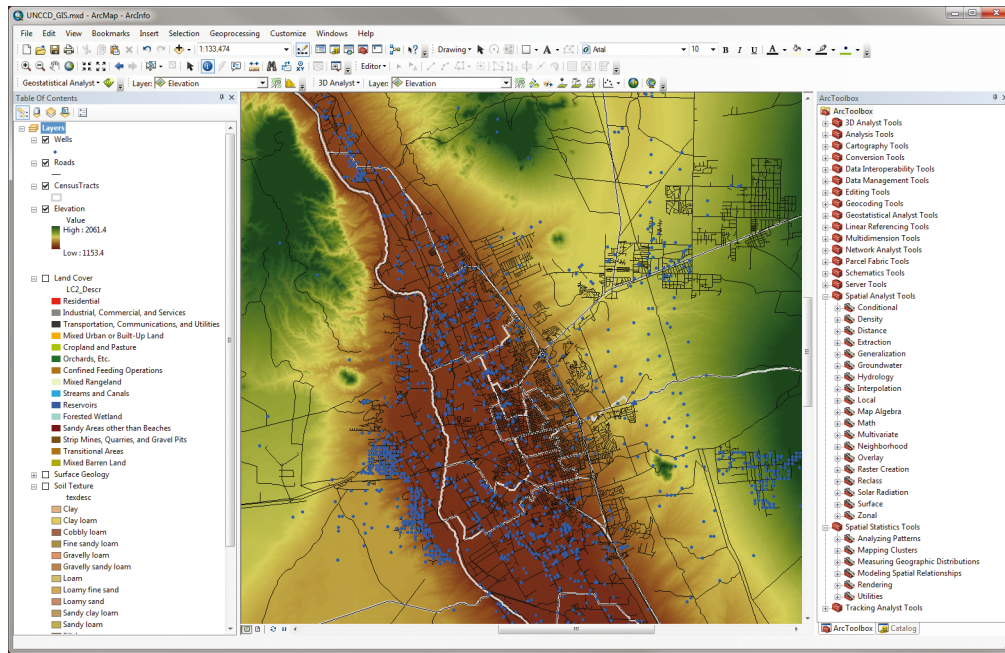 UNCCD_GIS.mxd - ArcMap - ArcInfo
File Edit View Bookmarks Insert Selection Geoprocessing Customize Windows Help
1:133,474 Drawing Arial 10 B I U A
Editor
Geostatistical Analyst Layer: Elevation 3D Analyst Layer: Elevation
Table Of Contents
Layers
Wells
Roads
CensusTracts
Elevation
Value
High : 2061.4
Low : 1153.4
Land Cover
LC2_Descr
Residential
Industrial, Commercial, and Services
Transportation, Communications, and Utilities
Mixed Urban or Built-Up Land
Cropland and Pasture
Orchards, Etc.
Confined Feeding Operations
Mixed Rangeland
Streams and Canals
Reservoirs
Forested Wetland
Sandy Areas other than Beaches
Strip Mines, Quarries, and Gravel Pits
Transitional Areas
Mixed Barren Land
Surface Geology
Soil Texture
texdesc
Clay
Clay loam
Cobbly loam
Fine sandy loam
Gravelly loam
Gravelly sandy loam
Loam
Loamy fine sand
Loamy sand
Sandy clay loam
Sandy loam
ArcToolbox
ArcToolbox
3D Analyst Tools
Analysis Tools
Cartography Tools
Conversion Tools
Data Interoperability Tools
Data Management Tools
Editing Tools
Geocoding Tools
Geostatistical Analyst Tools
Linear Referencing Tools
Multidimension Tools
Network Analyst Tools
Parcel Fabric Tools
Schematics Tools
Server Tools
Spatial Analyst Tools
Conditional
Density
Distance
Extraction
Generalization
Groundwater
Hydrology
Interpolation
Local
Map Algebra
Math
Multivariate
Neighborhood
Overlay
Raster Creation
Reclass
Solar Radiation
Surface
Zonal
Spatial Statistics Tools
Analyzing Patterns
Mapping Clusters
Measuring Geographic Distributions
Modeling Spatial Relationships
Rendering
Utilities
Tracking Analyst Tools
ArcToolbox Catalog